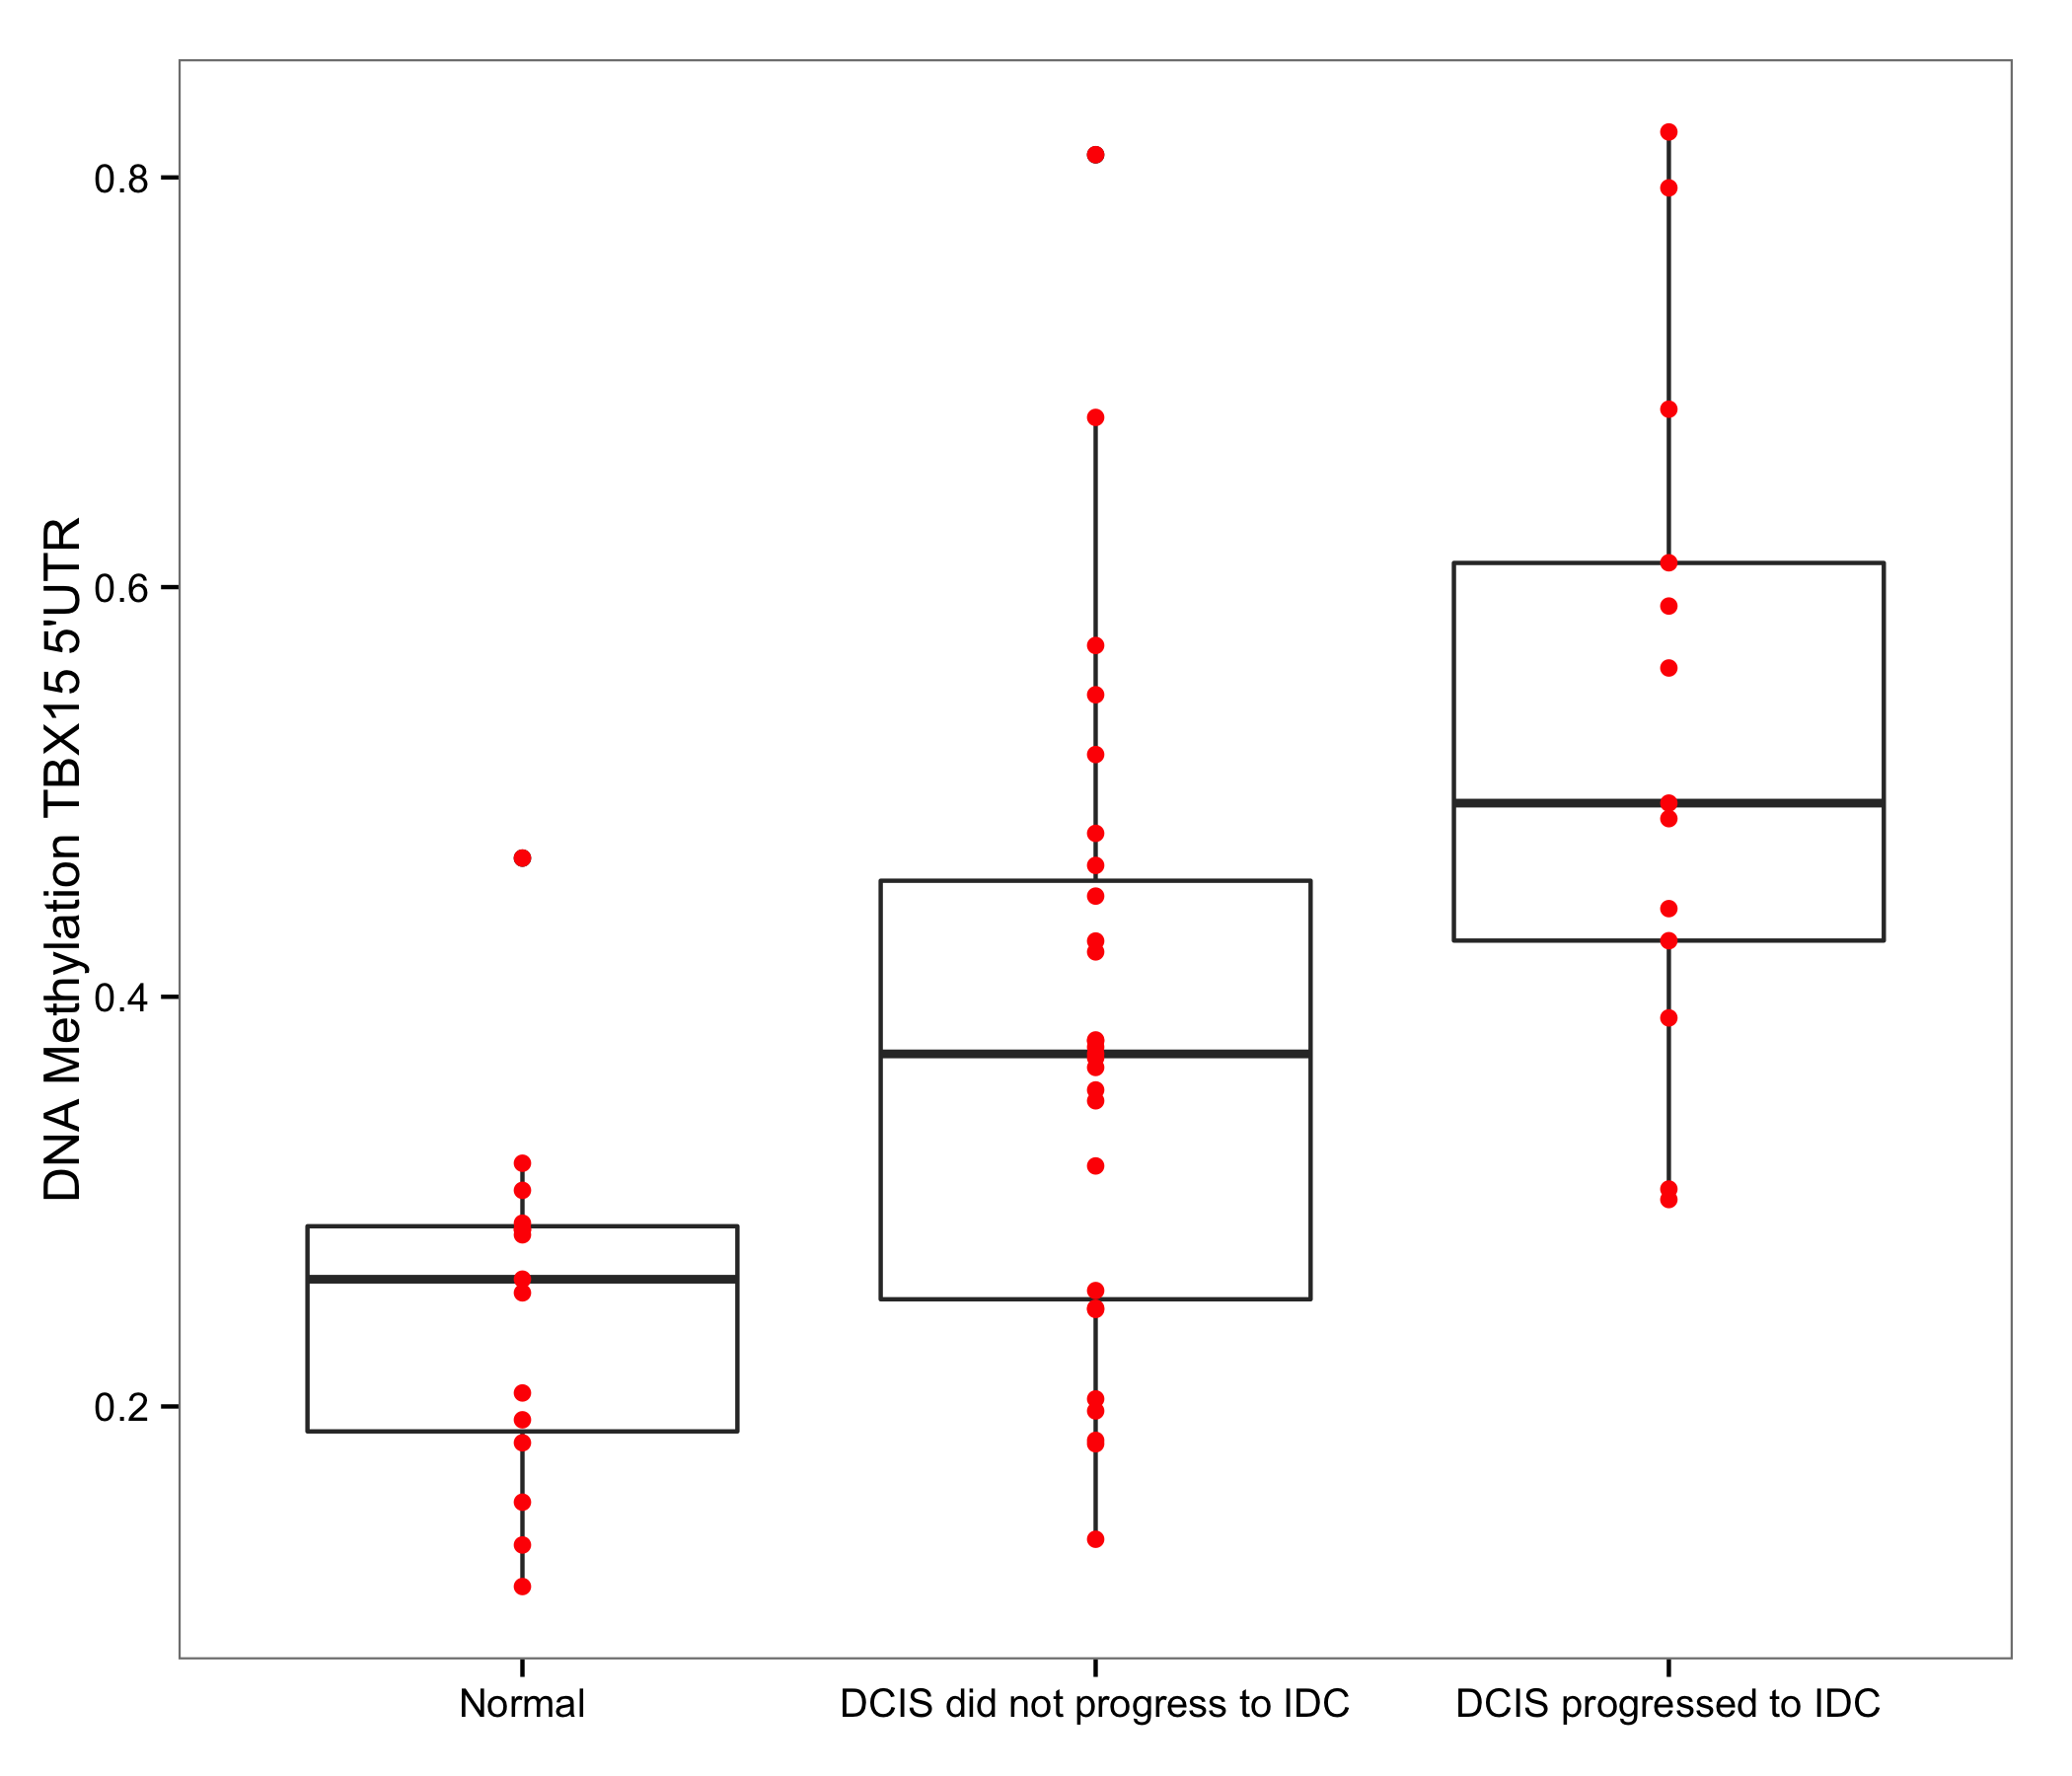 DNA Methylation TBX15 5'UTR
0.8
0.6
0.4
0.2
Normal
DCIS did not progress to IDC
DCIS progressed to IDC